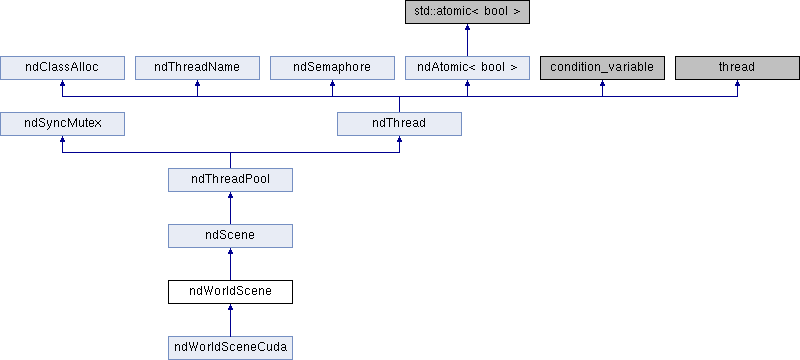 std::atomic< bool >
ndClassAlloc
ndThreadName
ndSemaphore
ndAtomic< bool >
condition_variable
thread
ndSyncMutex
ndThread
ndThreadPool
ndScene
ndWorldScene
ndWorldSceneCuda